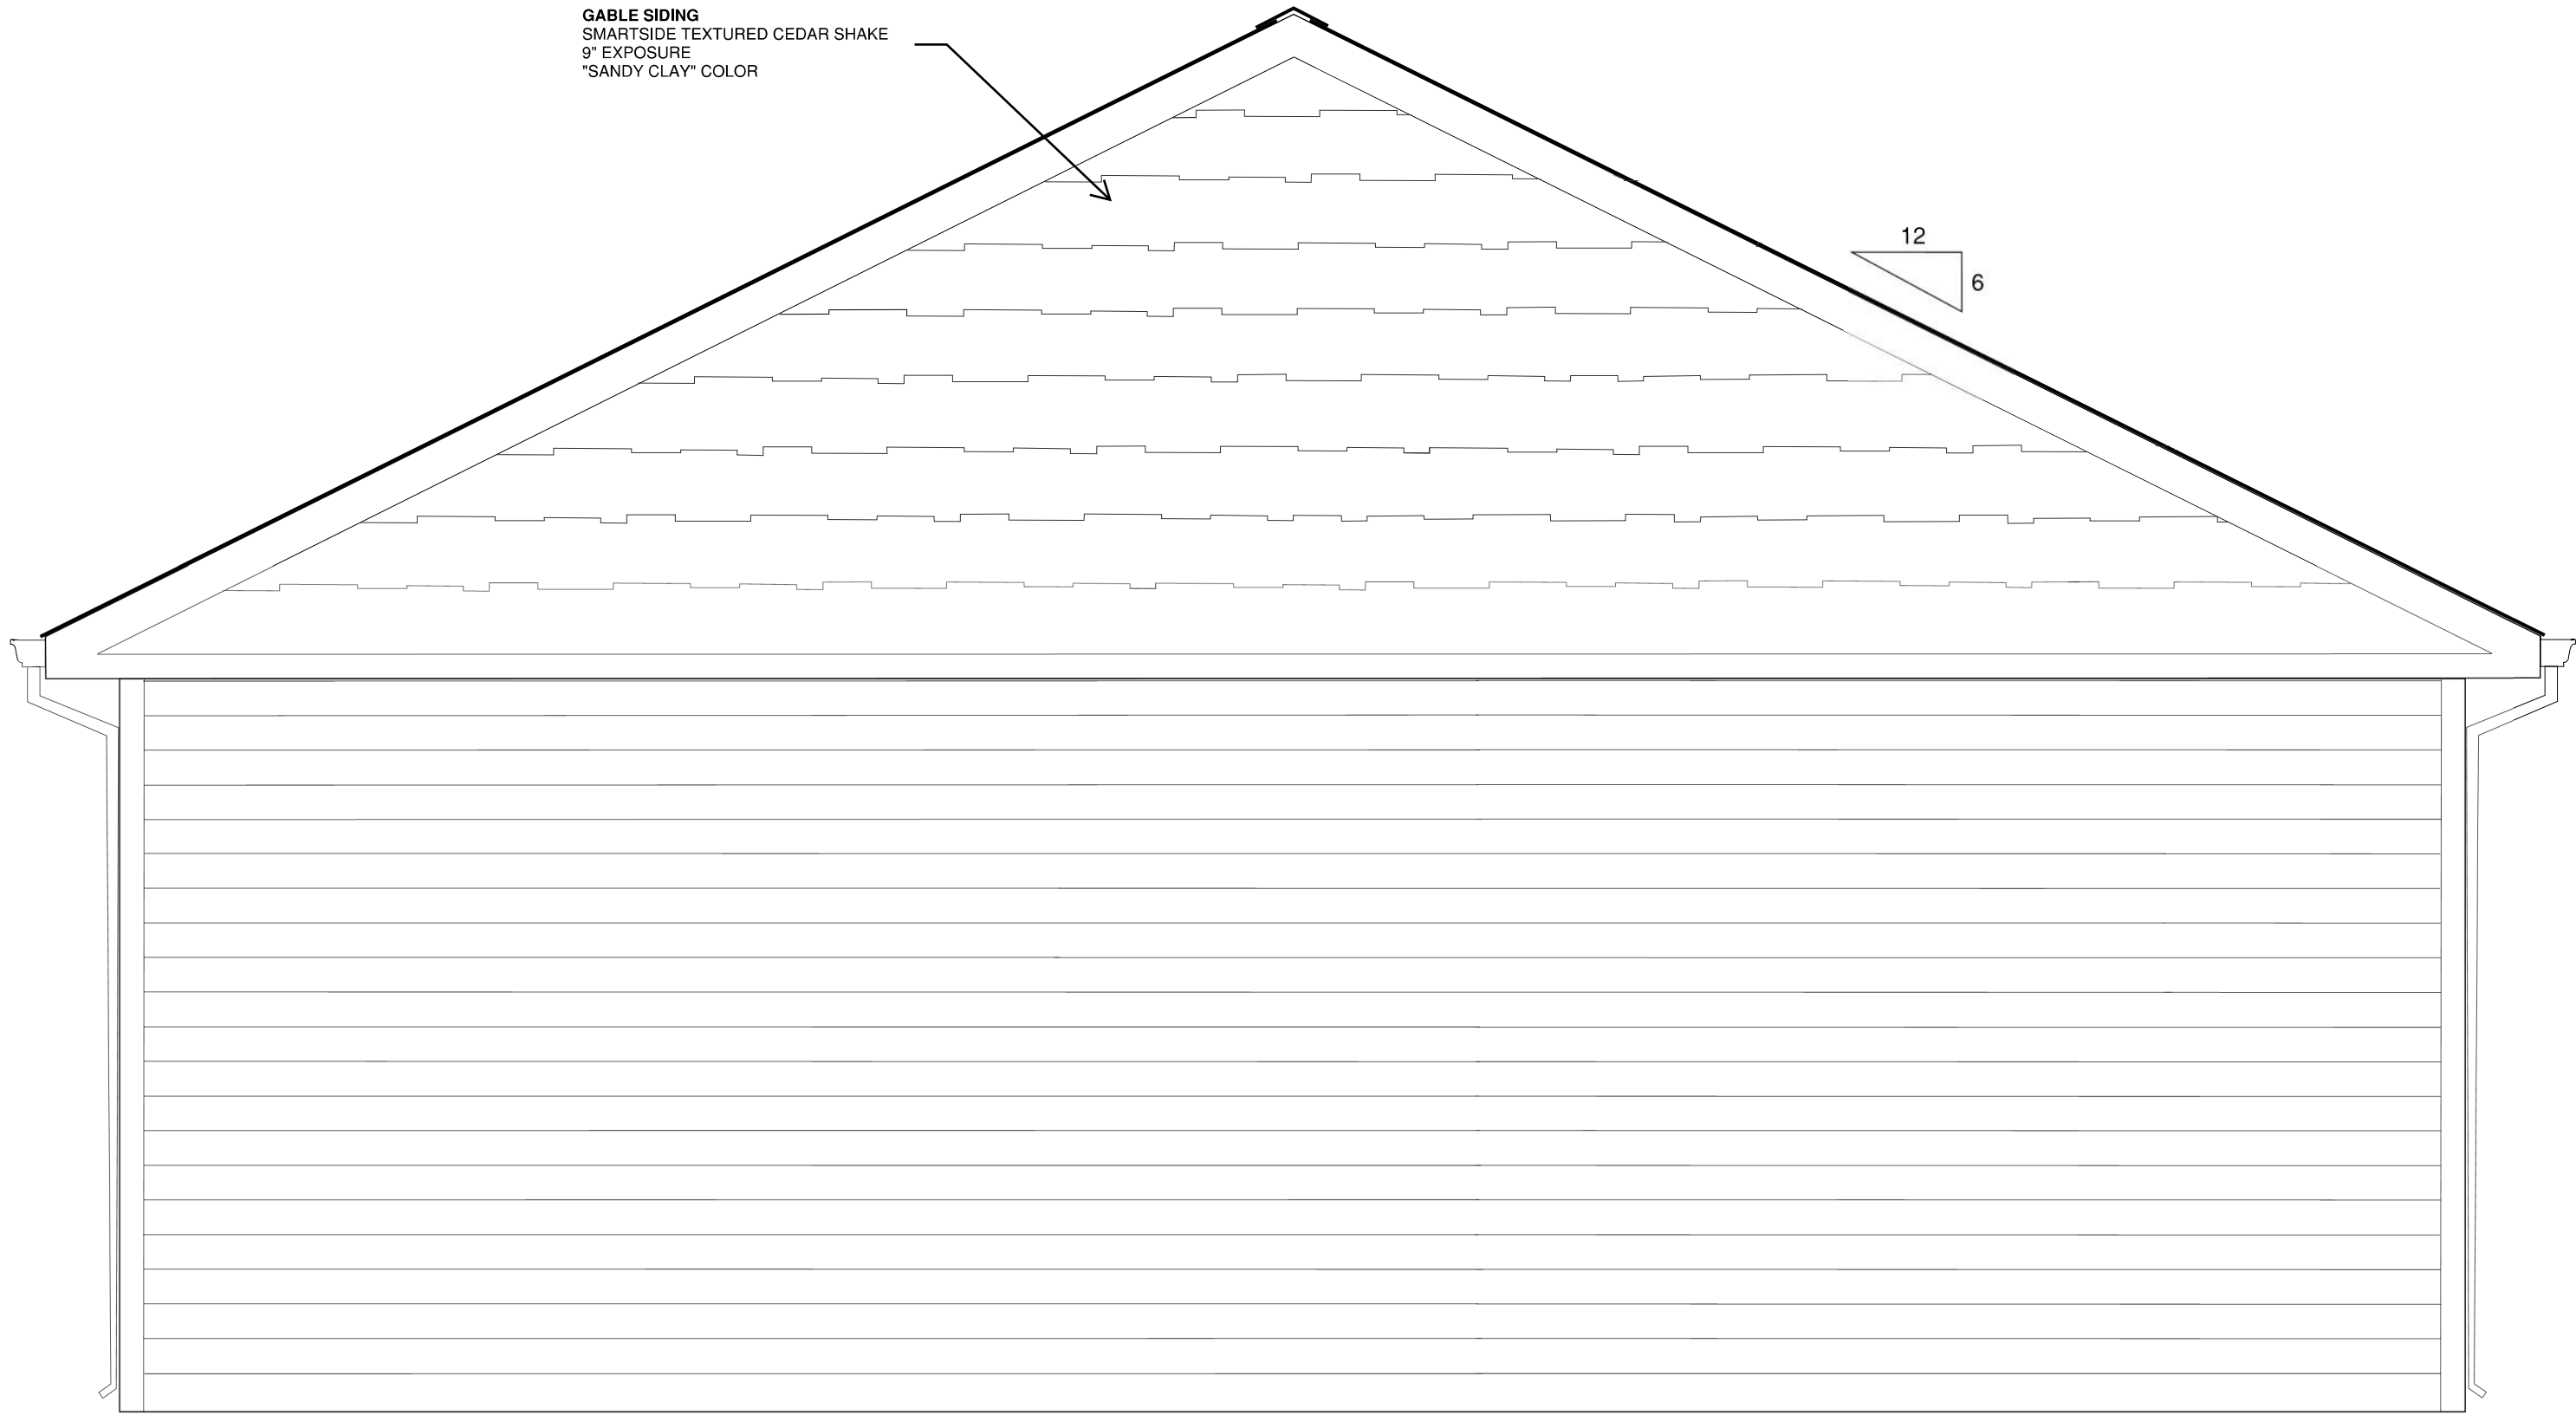 GABLE SIDING
SMARTSIDE TEXTURED CEDAR SHAKE
9" EXPOSURE
"SANDY CLAY" COLOR
12
6